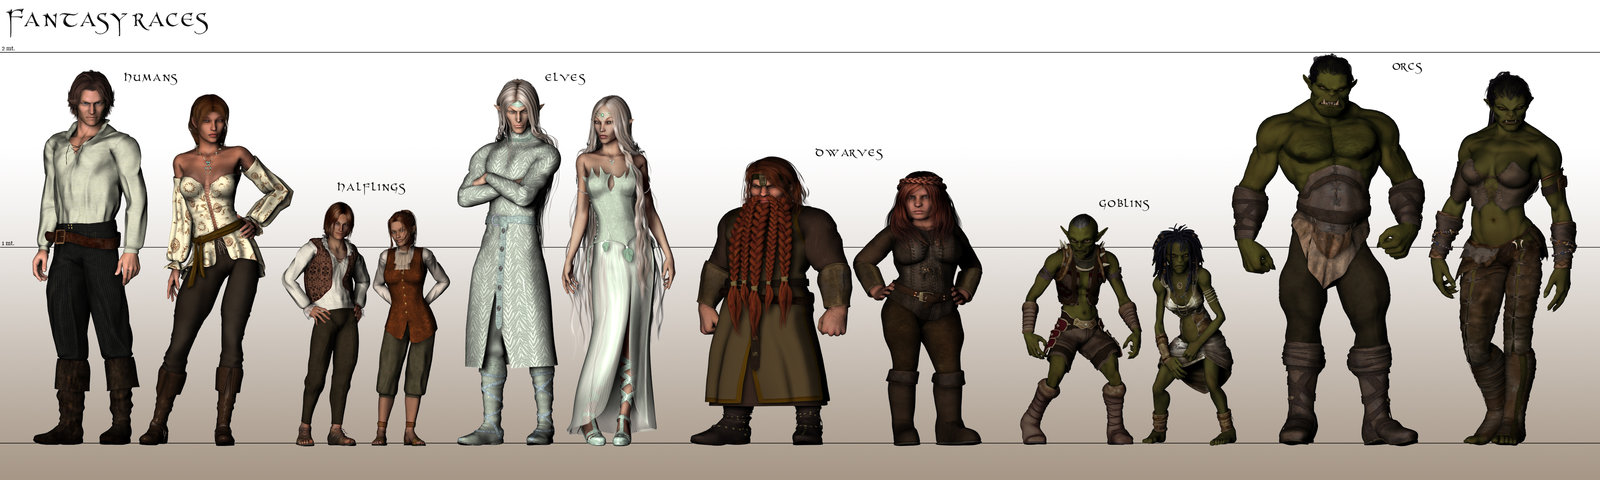 Fantasy races
2 mt.
Humans
Elves
Orcs
Dwarves
Halflings
Goblins
1 mt.